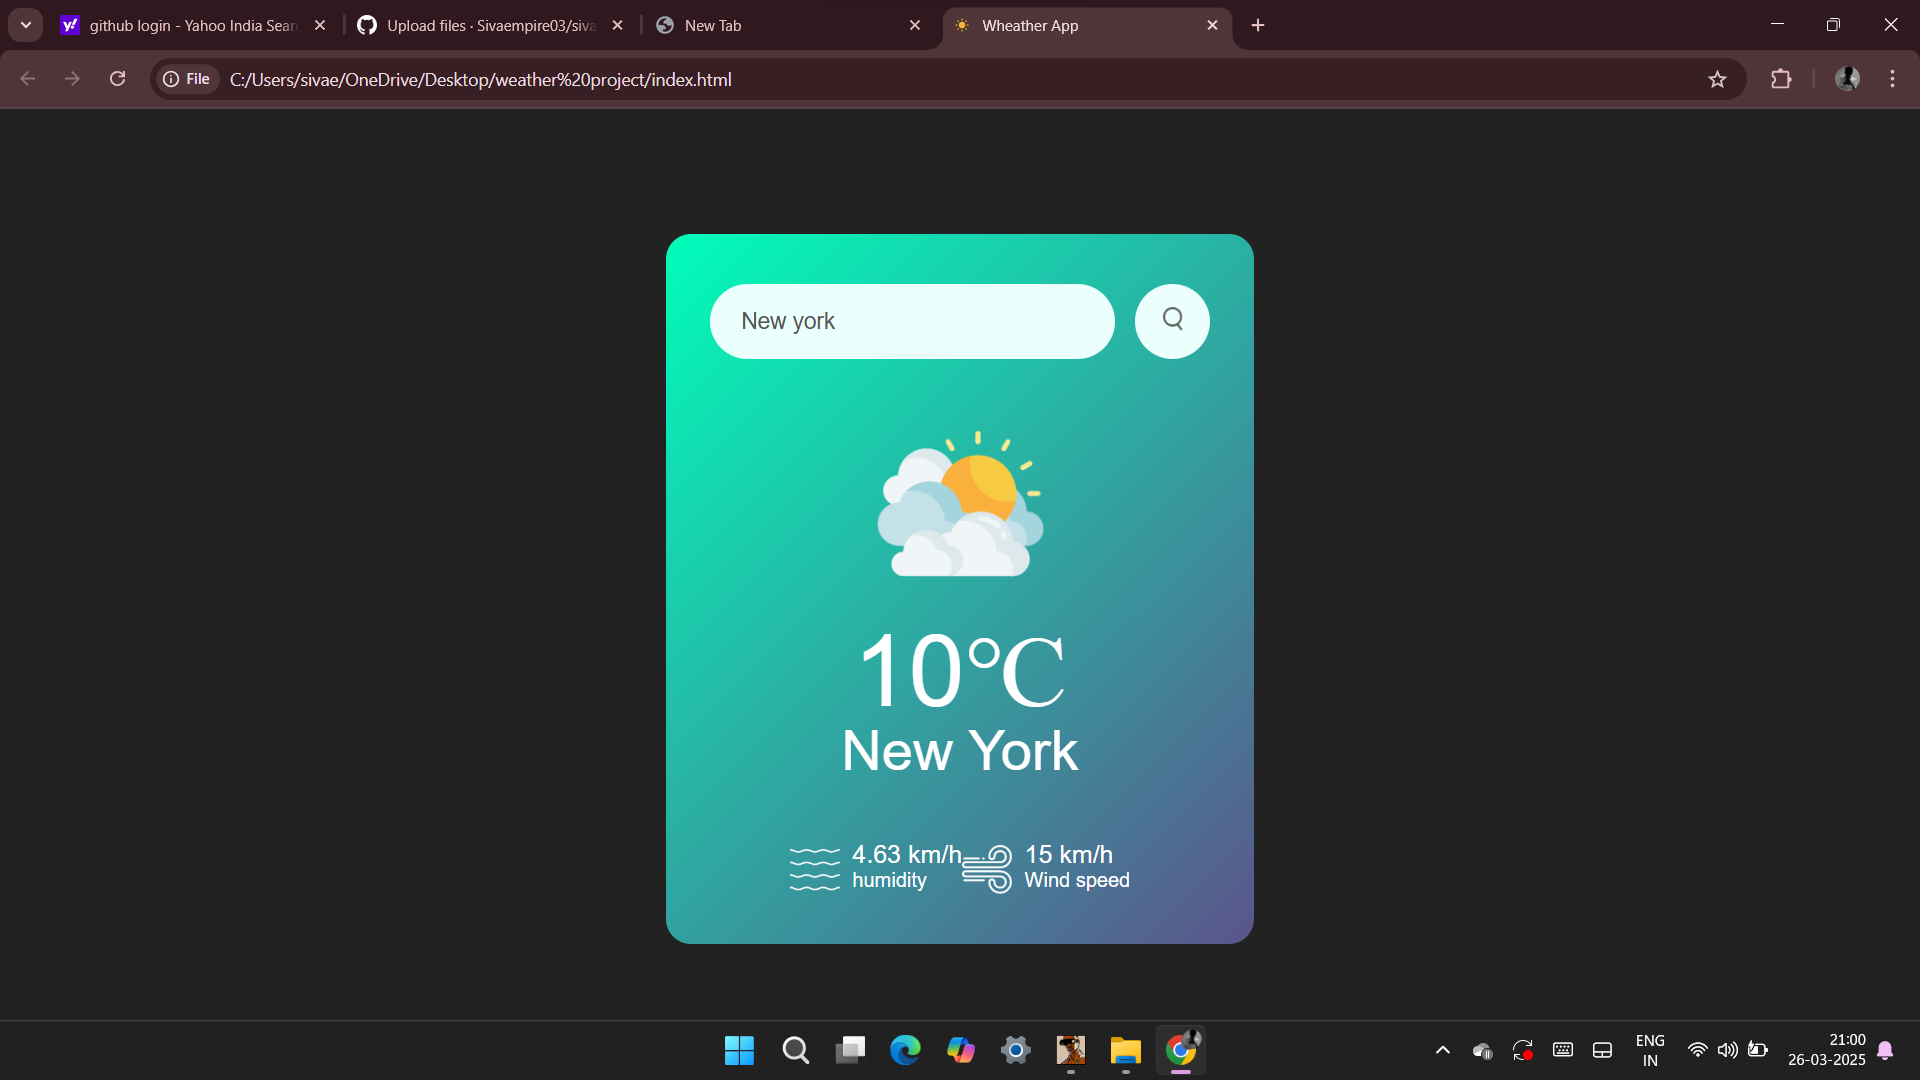 github login - Yahoo India Sear
Upload files · Sivaempire03/siva
New Tab
Wheather App
File
C:/Users/sivae/OneDrive/Desktop/weather%20project/index.html
New york
10°C
New York
4.63 km/h
humidity
15 km/h
Wind speed
ENG
IN
21:00
26-03-2025